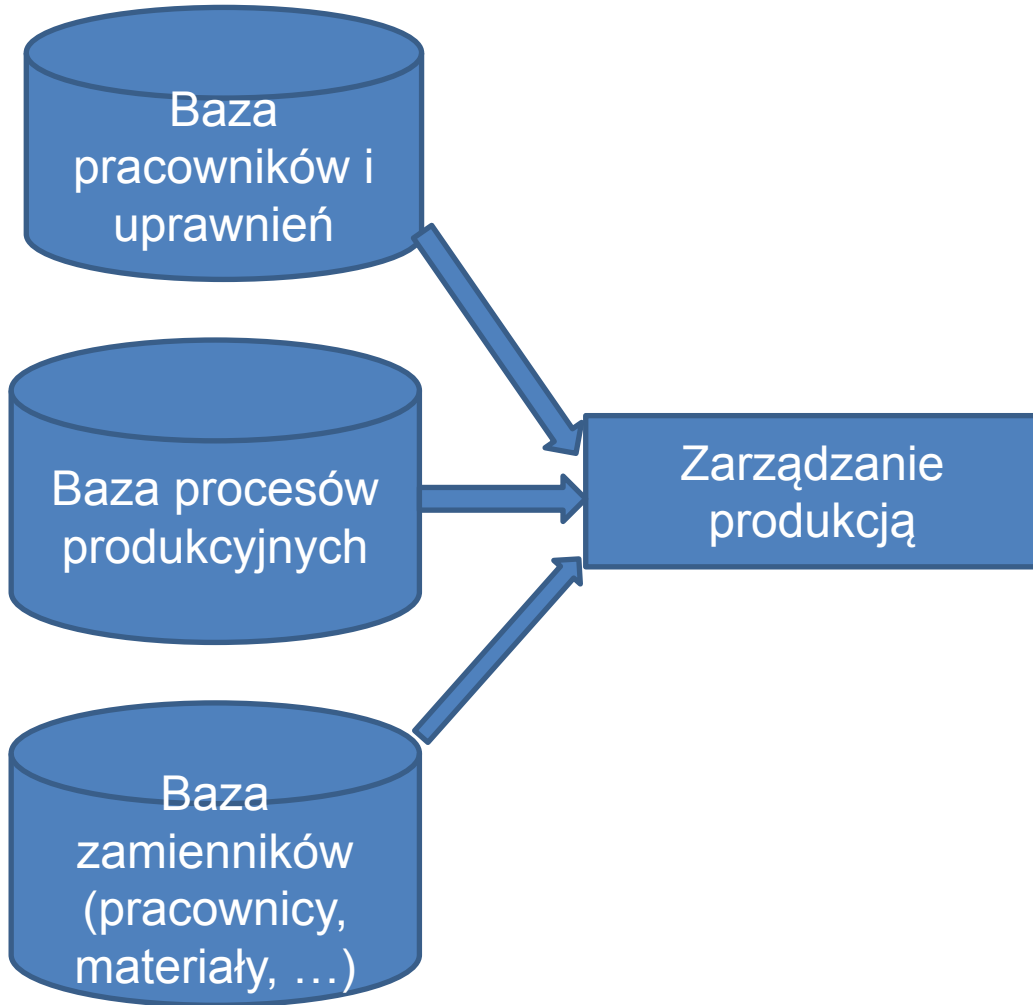 Baza
pracowników i
uprawnień
Baza procesów
produkcyjnych
Zarządzanie
produkcją
Baza
zamienników
(pracownicy,
materiały, …)